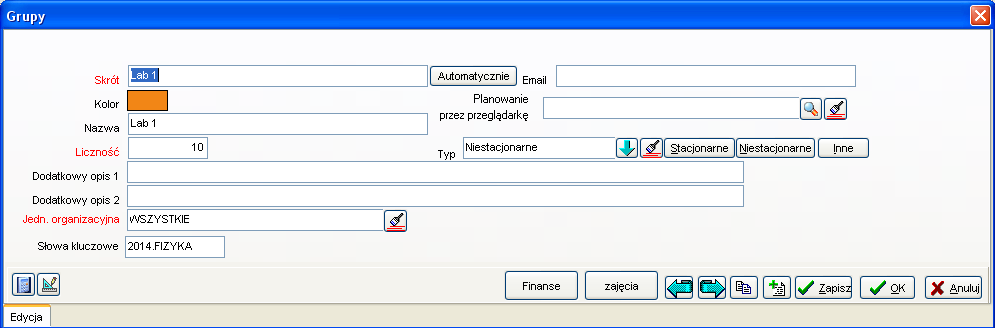 Grupy
Skrót Lab 1 Automatycznie Email
Kolor Planowanie
przez przeglądarkę
Nazwa Lab 1
Liczność 10 Typ Niestacjonarne Stacjonarne Niestacjonarne Inne
Dodatkowy opis 1
Dodatkowy opis 2
Jedn. organizacyjna WSZYSTKIE
Słowa kluczowe 2014.FIZYKA
Finanse zajęcia Zapisz OK Anuluj
Edycja